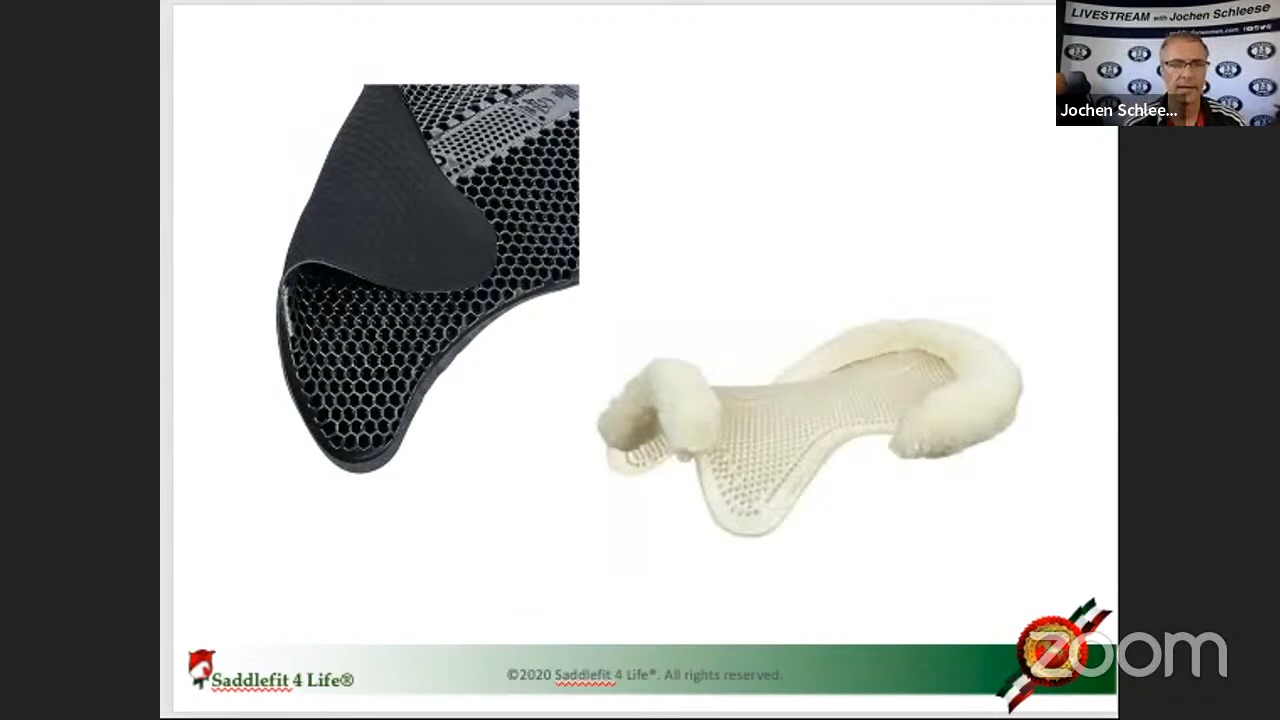 LIVESTREAM with Jochen Schleese
Jochen Schlee...
Saddlefit 4 Life®
©2020 Saddlefit 4 Life®. All rights reserved.
zoom